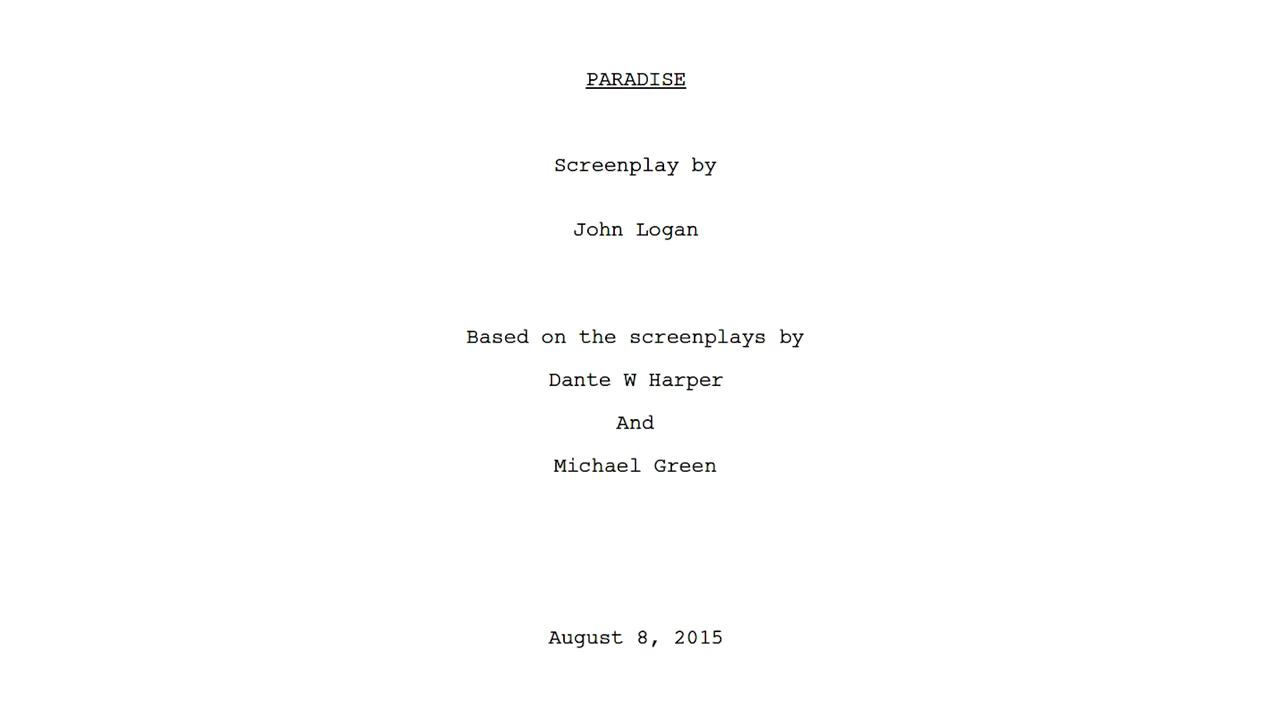 PARADISE
Screenplay by
John Logan
Based on the screenplays by
Dante W Harper
And
Michael Green
August 8, 2015